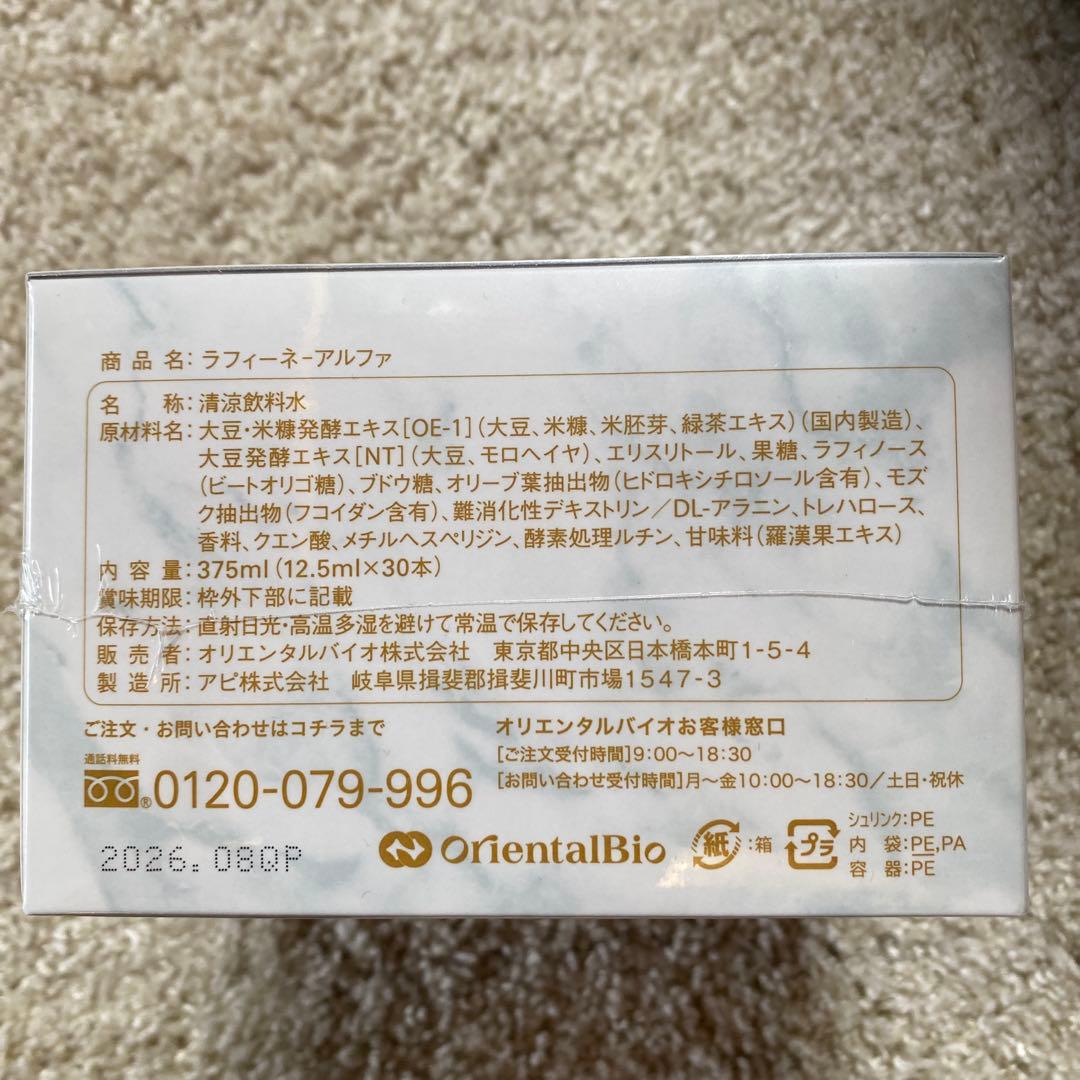 商品名：ラフィーネ-アルファ
名　　称：清涼飲料水
原材料名：大豆・米糠発酵エキス[OE-1]（大豆、米糠、米胚芽、緑茶エキス）（国内製造）、
大豆発酵エキス[NT]（大豆、モロヘイヤ）、エリスリトール、果糖、ラフィノース
（ビートオリゴ糖）、ブドウ糖、オリーブ葉抽出物（ヒドロキシチロソール含有）、モズ
ク抽出物（フコイダン含有）、難消化性デキストリン／DL-アラニン、トレハロース、
香料、クエン酸、メチルヘスペリジン、酵素処理ルチン、甘味料（羅漢果エキス）
内容量：375ml（12.5ml×30本）
賞味期限：枠外下部に記載
保存方法：直射日光・高温多湿を避けて常温で保存してください。
販売者：オリエンタルバイオ株式会社　東京都中央区日本橋本町1-5-4
製造所：アピ株式会社　岐阜県揖斐郡揖斐川町市場1547-3
ご注文・お問い合わせはコチラまで
通話料無料
®0120-079-996
オリエンタルバイオお客様窓口
[ご注文受付時間]9:00～18:30
[お問い合わせ受付時間]月～金10:00～18:30／土日・祝休
2026.08QP
OrientalBio
紙：箱
プラ
シュリンク：PE
内　袋：PE,PA
容　器：PE